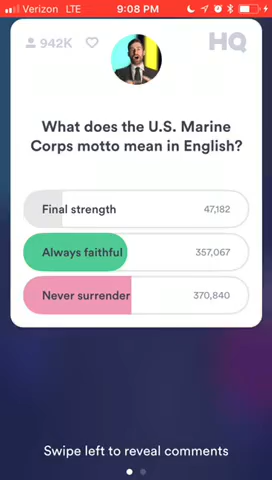 Verizon LTE 9:08 PM
942K HQ
What does the U.S. Marine
Corps motto mean in English?
Final strength 47,182
Always faithful 357,067
Never surrender 370,840
Swipe left to reveal comments